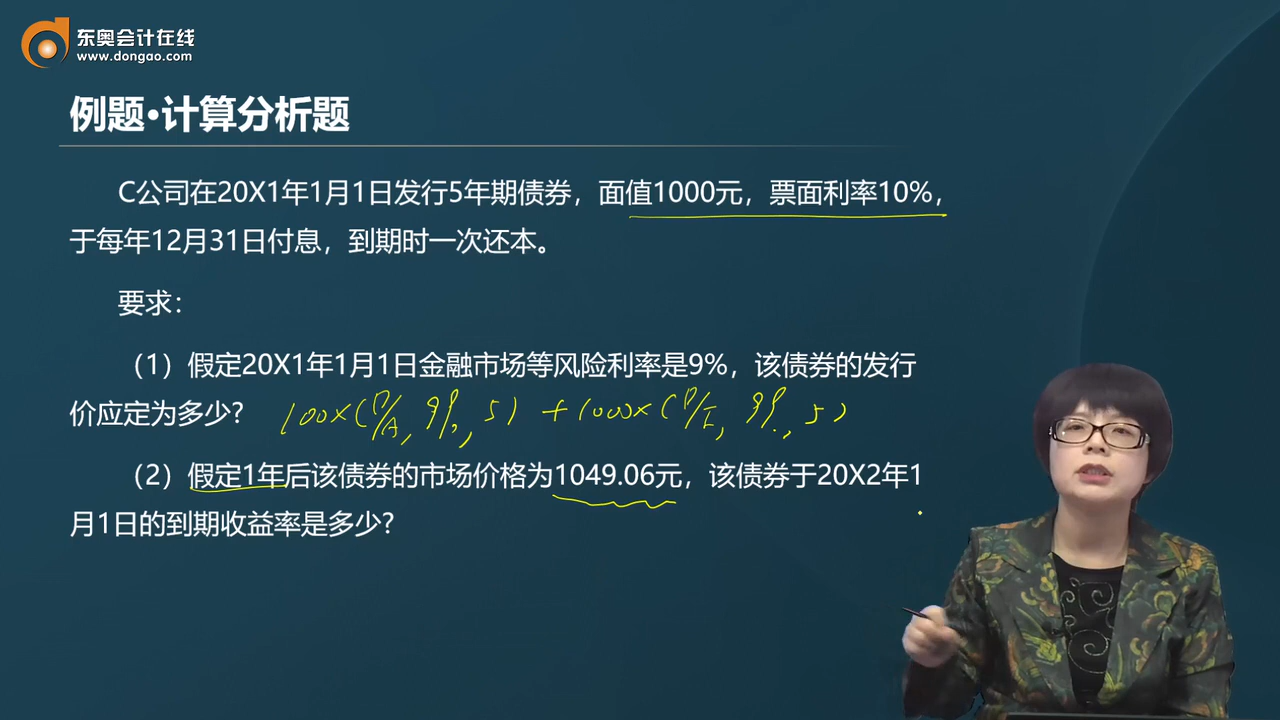 东奥会计在线
www.dongao.com
例题·计算分析题
C公司在20X1年1月1日发行5年期债券，面值1000元，票面利率10%，
于每年12月31日付息，到期时一次还本。
要求：
（1）假定20X1年1月1日金融市场等风险利率是9%，该债券的发行
价应定为多少？ 100×(P/A, 9%, 5) + 1000×(P/F, 9%, 5)
（2）假定1年后该债券的市场价格为1049.06元，该债券于20X2年1
月1日的到期收益率是多少？